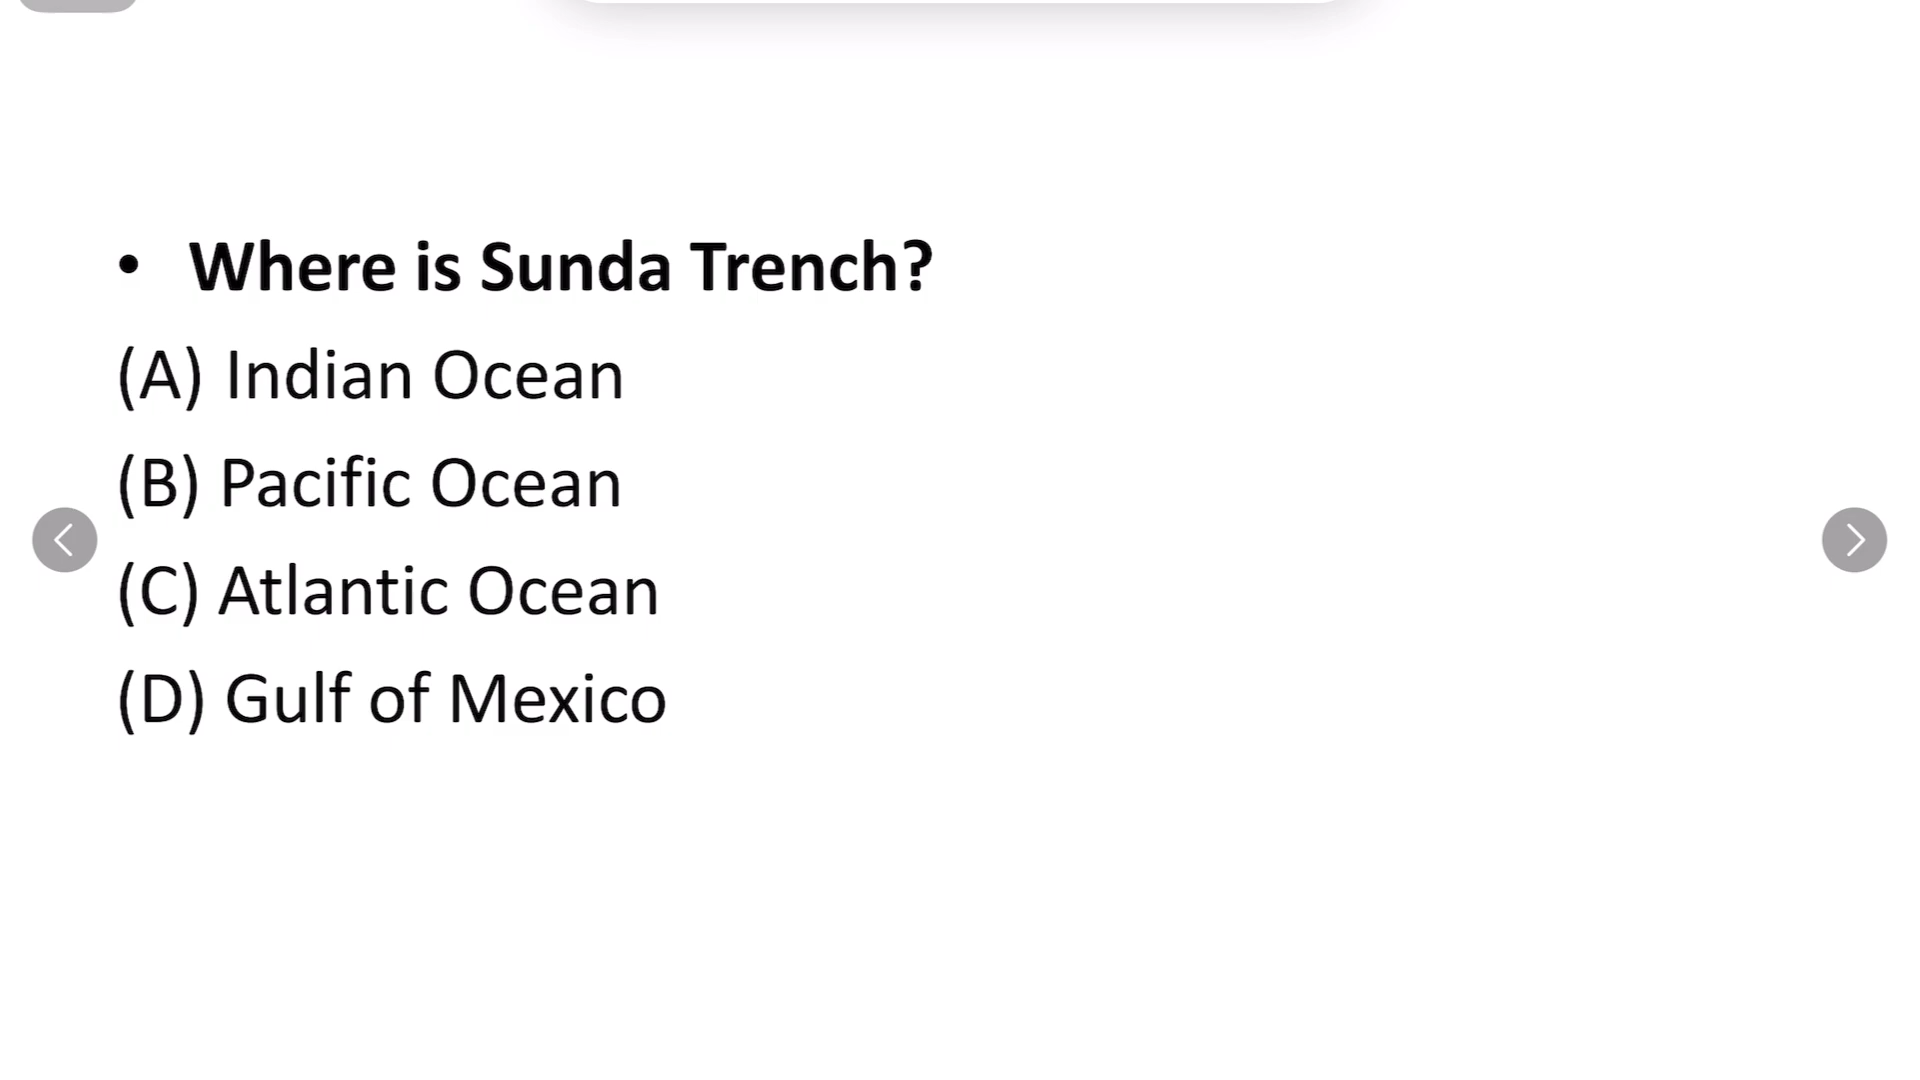 • Where is Sunda Trench?
(A) Indian Ocean
(B) Pacific Ocean
(C) Atlantic Ocean
(D) Gulf of Mexico